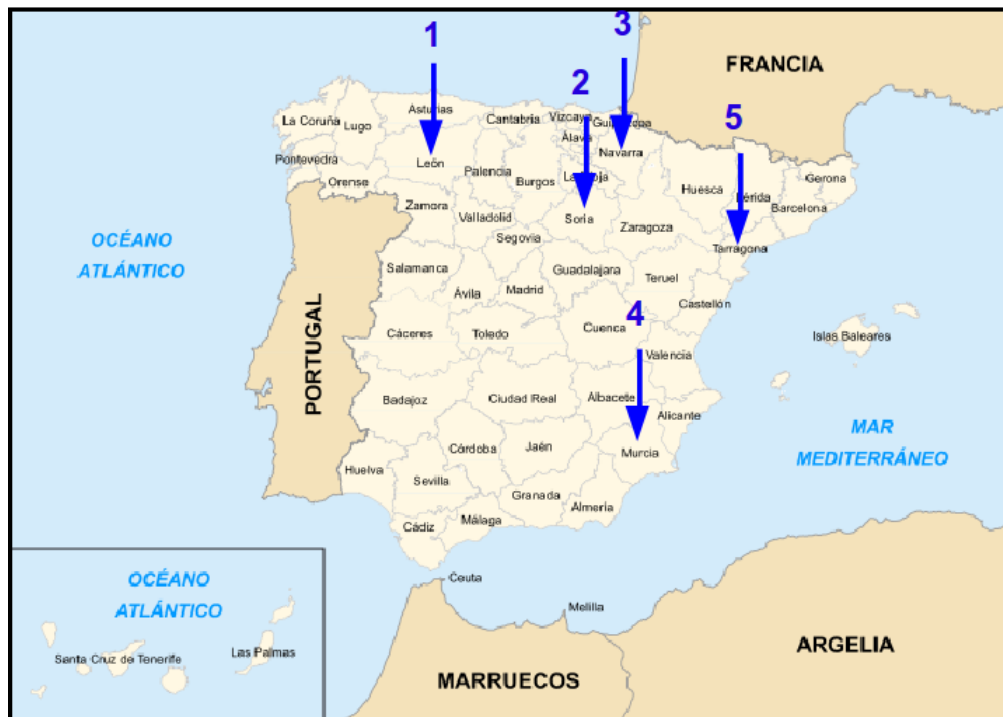 1
3
FRANCIA
2
5
Asturias
La Coruña
Lugo
Cantabria
Vizcaya
Álava
Navarra
Pontevedra
León
Palencia
Burgos
Orense
Huesca
Gerona
Zamora
Valladolid
Soria
Zaragoza
Barcelona
OCÉANO
ATLÁNTICO
Segovia
Tarragona
Salamanca
Ávila
Madrid
Guadalajara
Teruel
Castellón
4
PORTUGAL
Cáceres
Toledo
Cuenca
Islas Baleares
Valencia
Badajoz
Ciudad Real
Albacete
Alicante
MAR
MEDITERRÁNEO
Córdoba
Jaén
Murcia
Huelva
Sevilla
Granada
Almería
Cádiz
Málaga
OCÉANO
ATLÁNTICO
Ceuta
Melilla
Santa Cruz de Tenerife
Las Palmas
ARGELIA
MARRUECOS